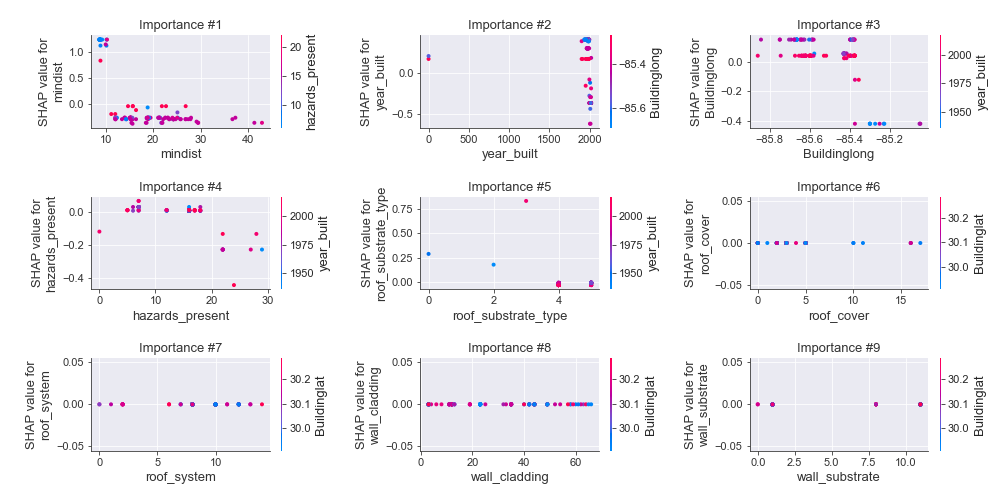 Importance #1
Importance #2
Importance #3
SHAP value for
mindist
1.0
0.5
0.0
10
20
30
40
mindist
20
15
10
hazards_present
SHAP value for
year_built
0.0
−0.5
0
500
1000
1500
2000
year_built
−85.4
−85.6
Buildinglong
SHAP value for
Buildinglong
0.0
−0.2
−0.4
−85.8
−85.6
−85.4
−85.2
Buildinglong
2000
1975
1950
year_built
Importance #4
Importance #5
Importance #6
SHAP value for
hazards_present
0.0
−0.2
−0.4
0
10
20
30
hazards_present
2000
1975
1950
year_built
SHAP value for
roof_substrate_type
0.75
0.50
0.25
0.00
0
2
4
roof_substrate_type
2000
1975
1950
year_built
SHAP value for
roof_cover
0.05
0.00
−0.05
0
5
10
15
roof_cover
30.2
30.1
30.0
Buildinglat
Importance #7
Importance #8
Importance #9
SHAP value for
roof_system
0.05
0.00
−0.05
0
5
10
15
roof_system
30.2
30.1
30.0
Buildinglat
SHAP value for
wall_cladding
0.05
0.00
−0.05
0
20
40
60
wall_cladding
30.2
30.1
30.0
Buildinglat
SHAP value for
wall_substrate
0.05
0.00
−0.05
0.0
2.5
5.0
7.5
10.0
wall_substrate
30.2
30.1
30.0
Buildinglat